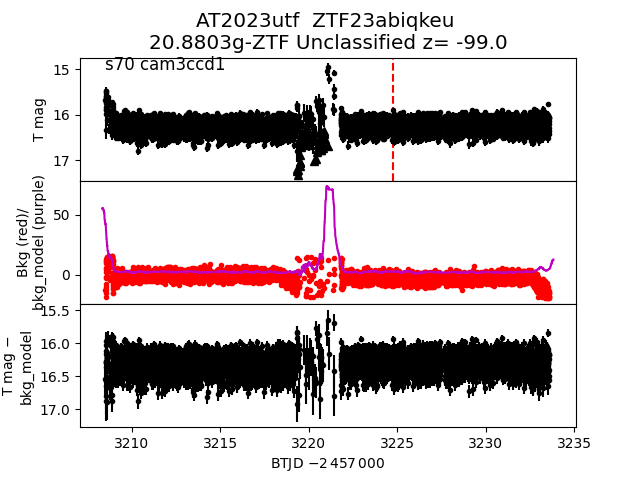 AT2023utf  ZTF23abiqkeu
20.8803g-ZTF Unclassified z= -99.0
s70 cam3ccd1
T mag
15
16
17
Bkg (red)/
bkg_model (purple)
50
0
T mag −
bkg_model
15.5
16.0
16.5
17.0
3210
3215
3220
3225
3230
3235
BTJD −2 457 000